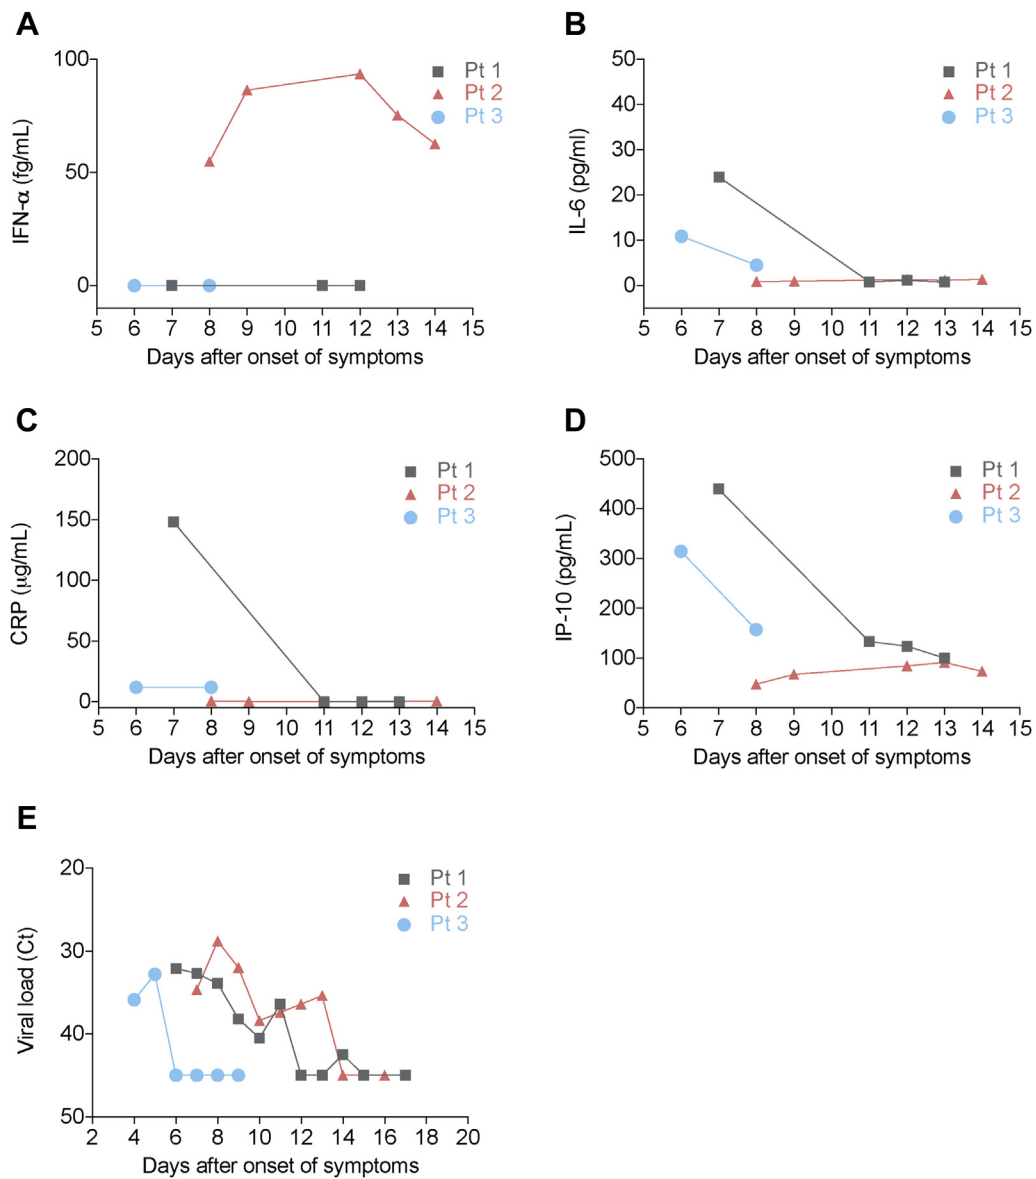 A
IFN-α (fg/mL)
100
50
0
5 6 7 8 9 10 11 12 13 14 15
Days after onset of symptoms
Pt 1
Pt 2
Pt 3
B
IL-6 (pg/ml)
50
40
30
20
10
0
5 6 7 8 9 10 11 12 13 14 15
Days after onset of symptoms
Pt 1
Pt 2
Pt 3
C
CRP (μg/mL)
200
150
100
50
0
5 6 7 8 9 10 11 12 13 14 15
Days after onset of symptoms
Pt 1
Pt 2
Pt 3
D
IP-10 (pg/mL)
500
400
300
200
100
0
5 6 7 8 9 10 11 12 13 14 15
Days after onset of symptoms
Pt 1
Pt 2
Pt 3
E
Viral load (Ct)
20
30
40
50
2 4 6 8 10 12 14 16 18 20
Days after onset of symptoms
Pt 1
Pt 2
Pt 3